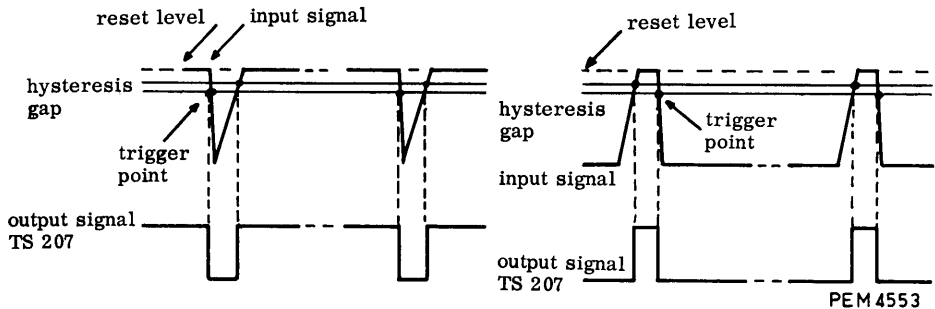 reset level
input signal
hysteresis
gap
trigger
point
output signal
TS 207
reset level
hysteresis
gap
trigger
point
input signal
output signal
TS 207
PEM 4553